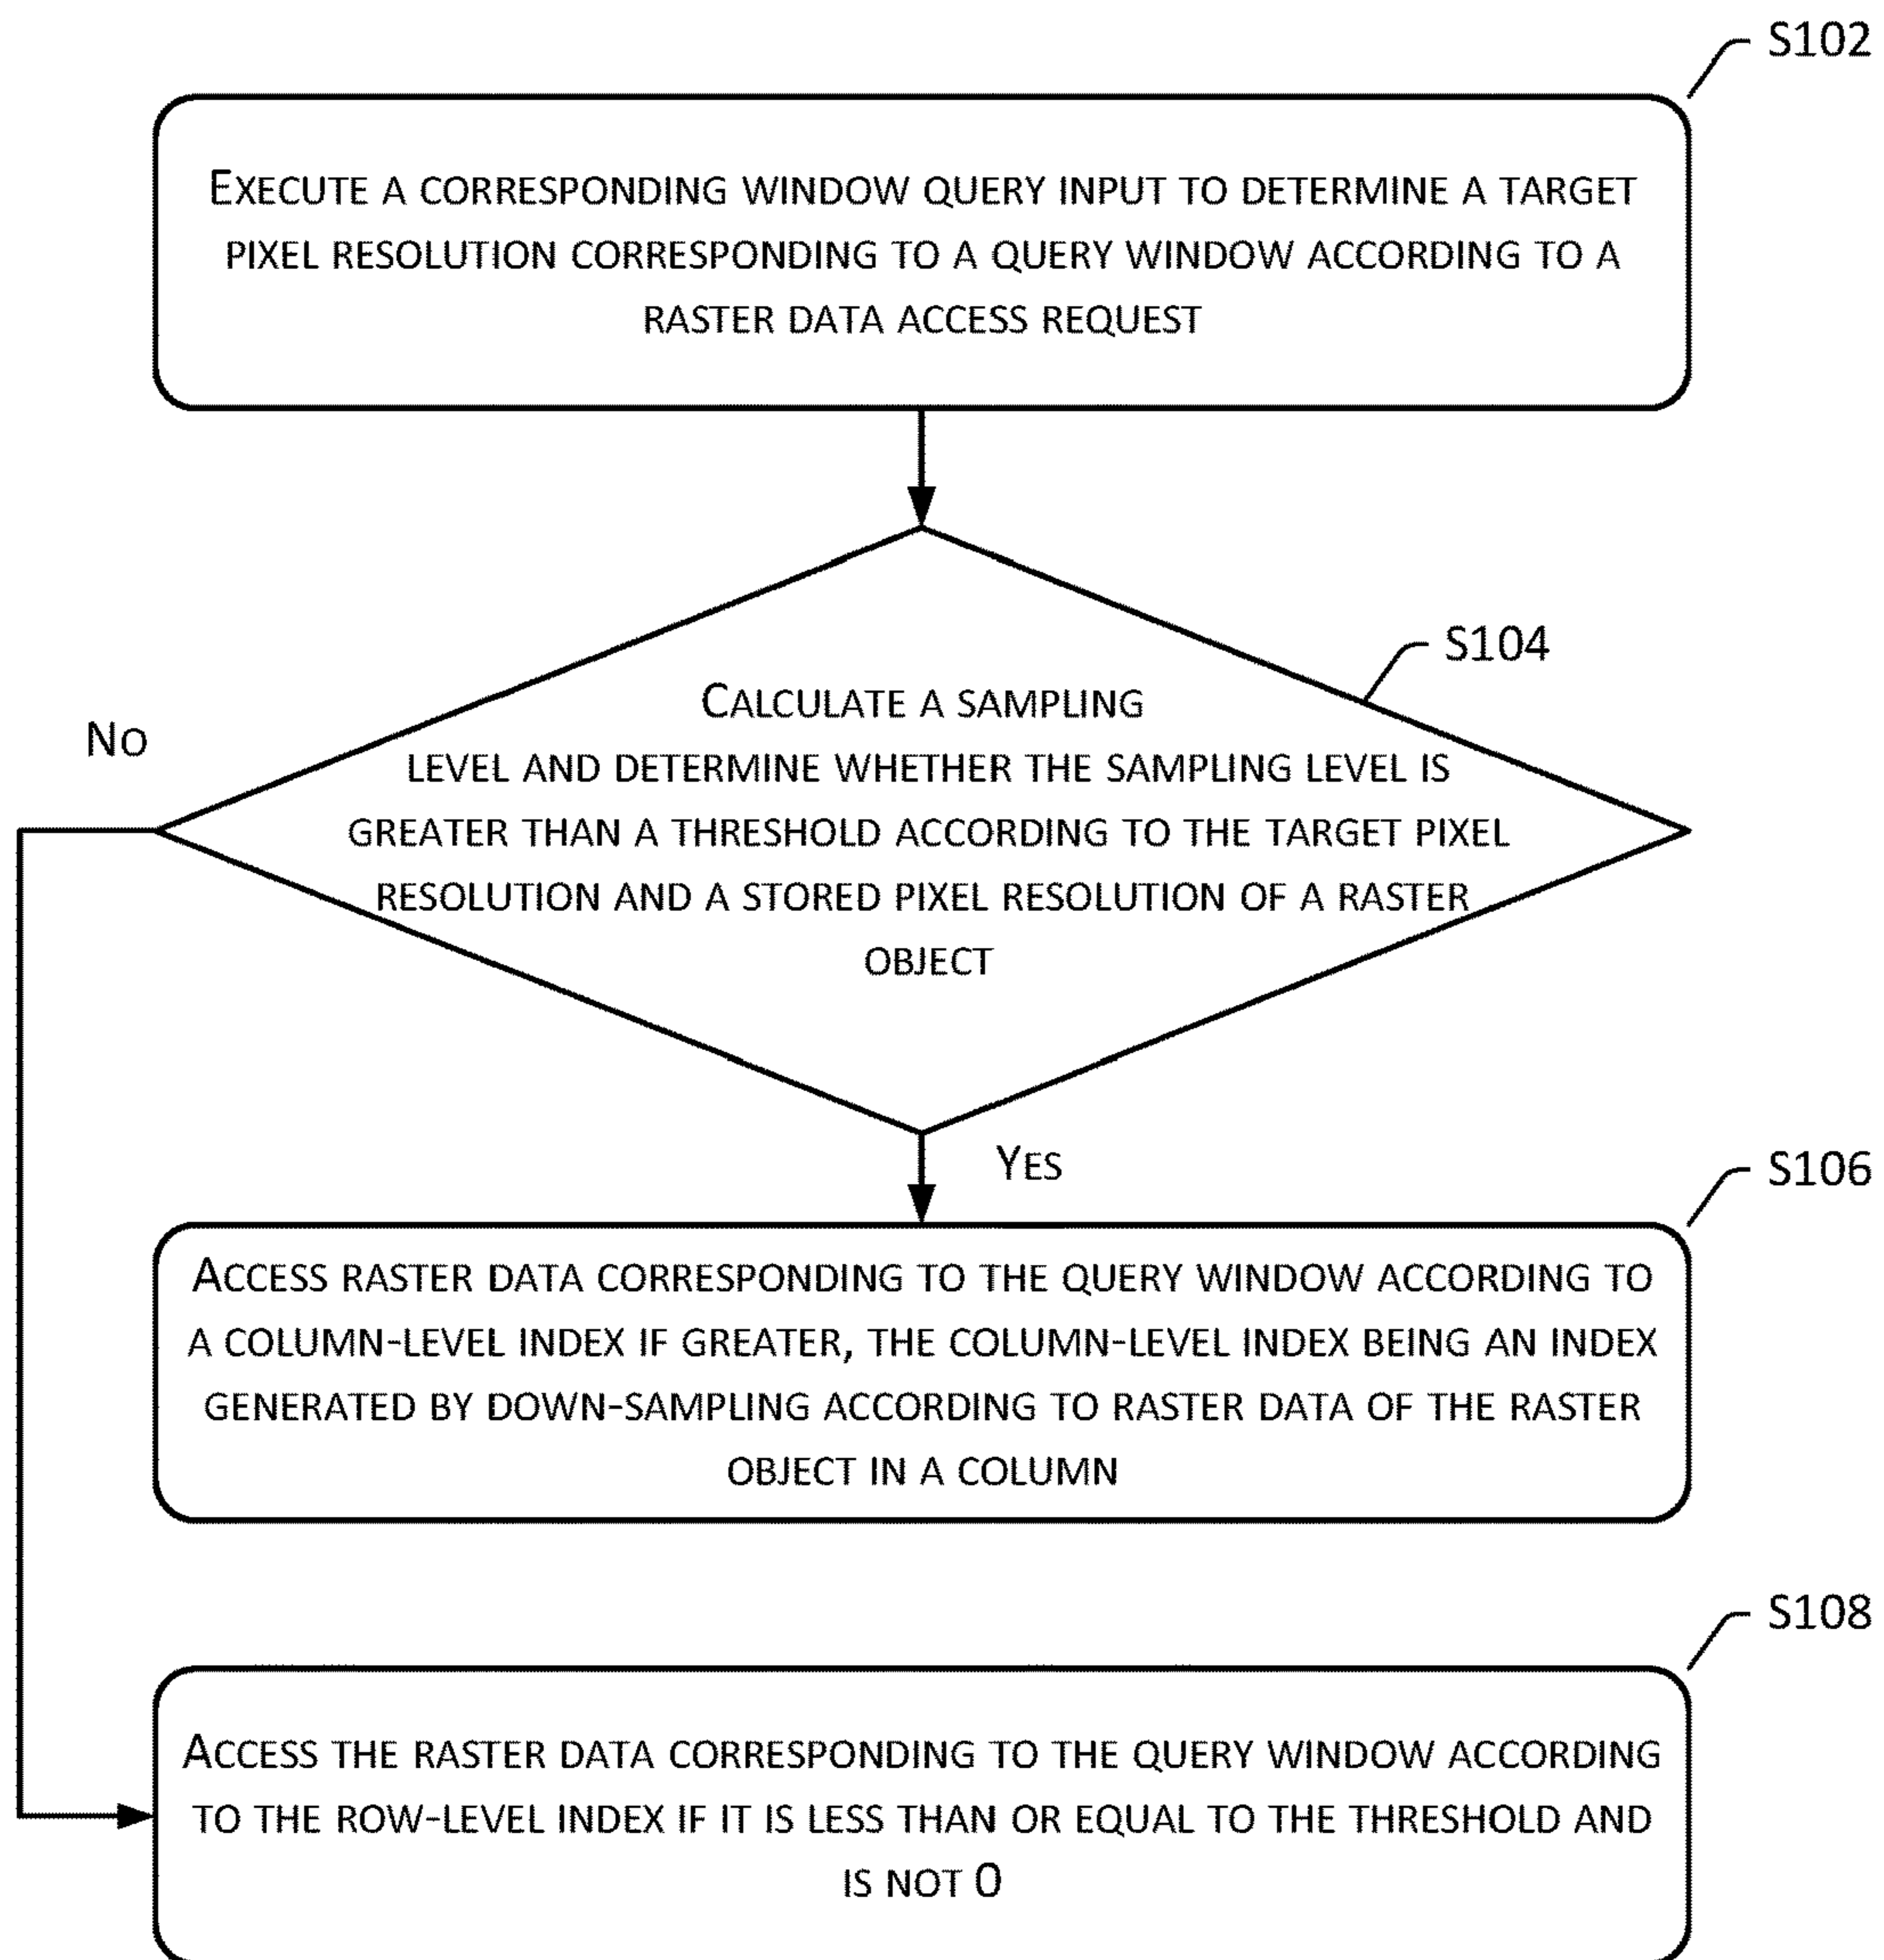 S102
EXECUTE A CORRESPONDING WINDOW QUERY INPUT TO DETERMINE A TARGET
PIXEL RESOLUTION CORRESPONDING TO A QUERY WINDOW ACCORDING TO A
RASTER DATA ACCESS REQUEST
S104
CALCULATE A SAMPLING
LEVEL AND DETERMINE WHETHER THE SAMPLING LEVEL IS
GREATER THAN A THRESHOLD ACCORDING TO THE TARGET PIXEL
RESOLUTION AND A STORED PIXEL RESOLUTION OF A RASTER
OBJECT
NO
YES
S106
ACCESS RASTER DATA CORRESPONDING TO THE QUERY WINDOW ACCORDING TO
A COLUMN-LEVEL INDEX IF GREATER, THE COLUMN-LEVEL INDEX BEING AN INDEX
GENERATED BY DOWN-SAMPLING ACCORDING TO RASTER DATA OF THE RASTER
OBJECT IN A COLUMN
S108
ACCESS THE RASTER DATA CORRESPONDING TO THE QUERY WINDOW ACCORDING
TO THE ROW-LEVEL INDEX IF IT IS LESS THAN OR EQUAL TO THE THRESHOLD AND
IS NOT 0